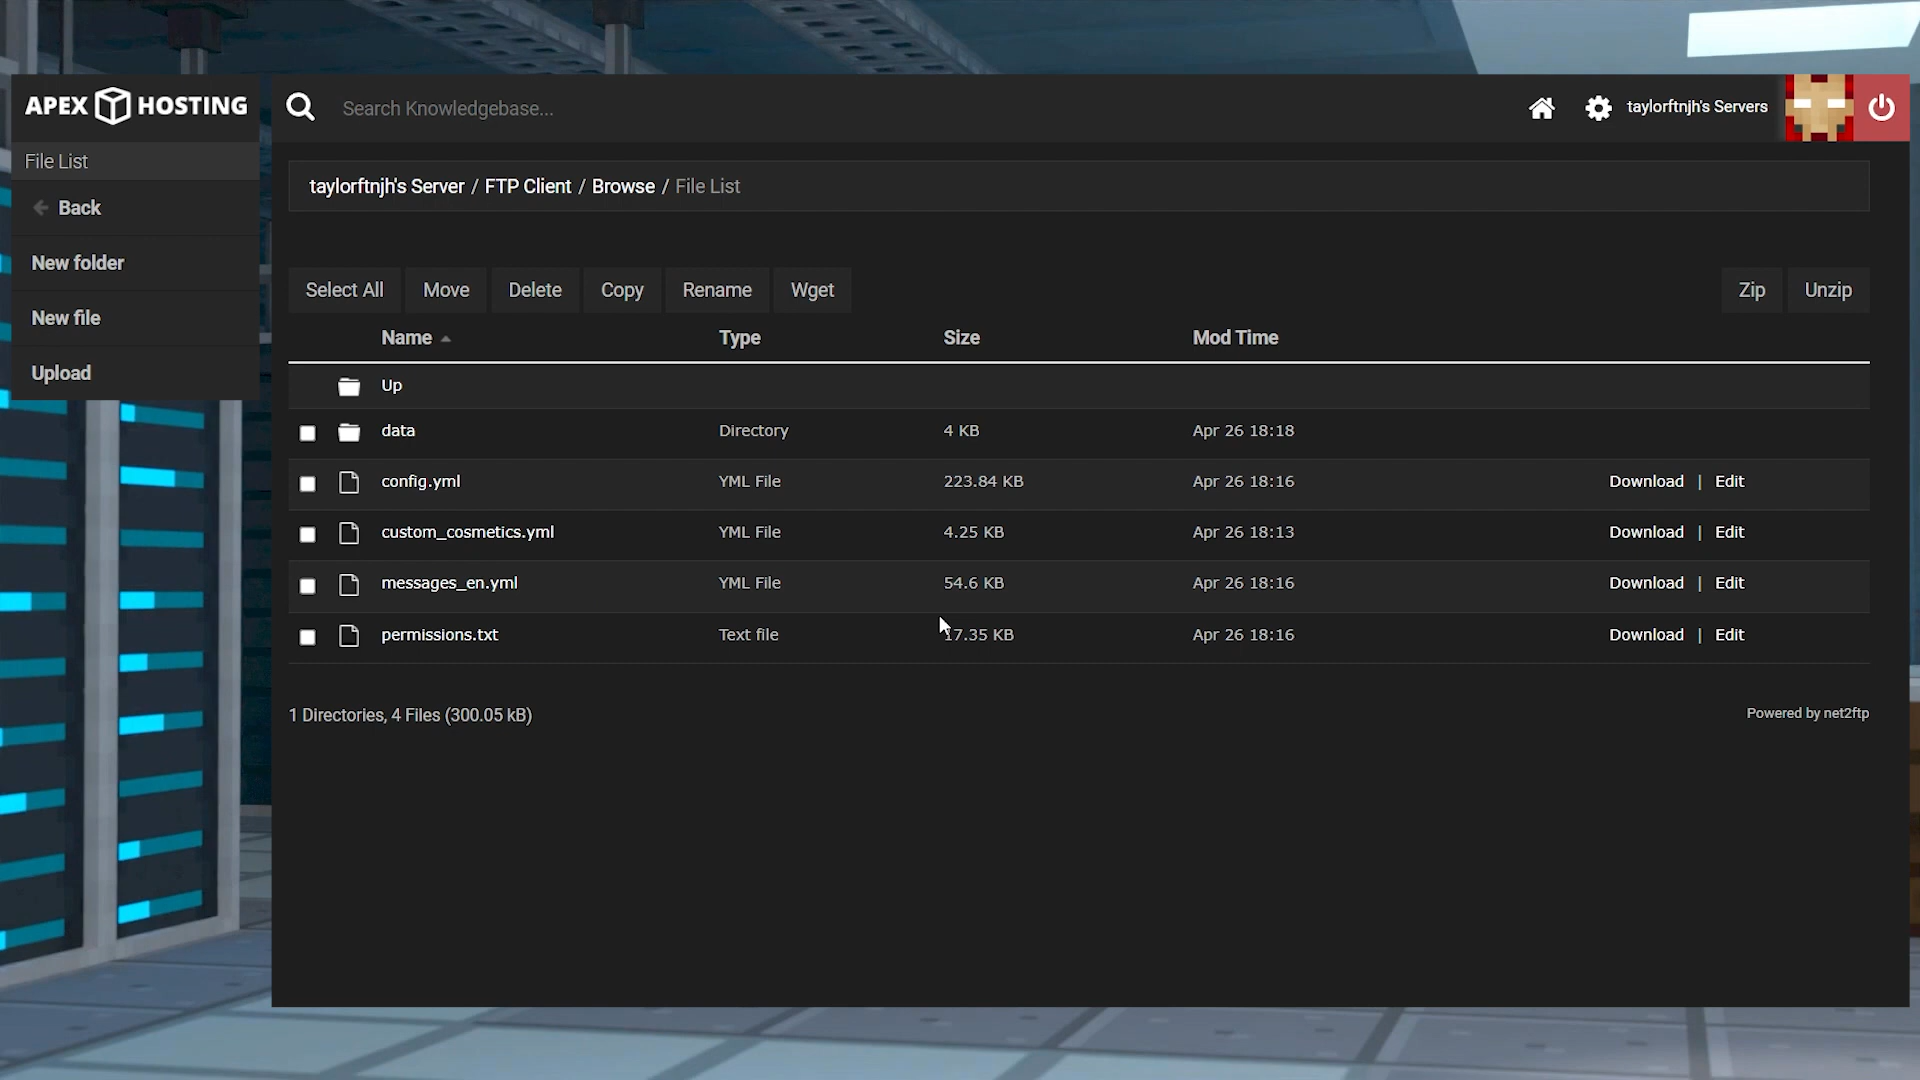 APEX HOSTING
Search Knowledgebase...
taylorftnjh's Servers
File List
Back
New folder
New file
Upload
taylorftnjh's Server / FTP Client / Browse / File List
Select All Move Delete Copy Rename Wget Zip Unzip
Name Type Size Mod Time
Up
data Directory 4 KB Apr 26 18:18
config.yml YML File 223.84 KB Apr 26 18:16 Download | Edit
custom_cosmetics.yml YML File 4.25 KB Apr 26 18:13 Download | Edit
messages_en.yml YML File 54.6 KB Apr 26 18:16 Download | Edit
permissions.txt Text file 17.35 KB Apr 26 18:16 Download | Edit
1 Directories, 4 Files (300.05 kB)
Powered by net2ftp